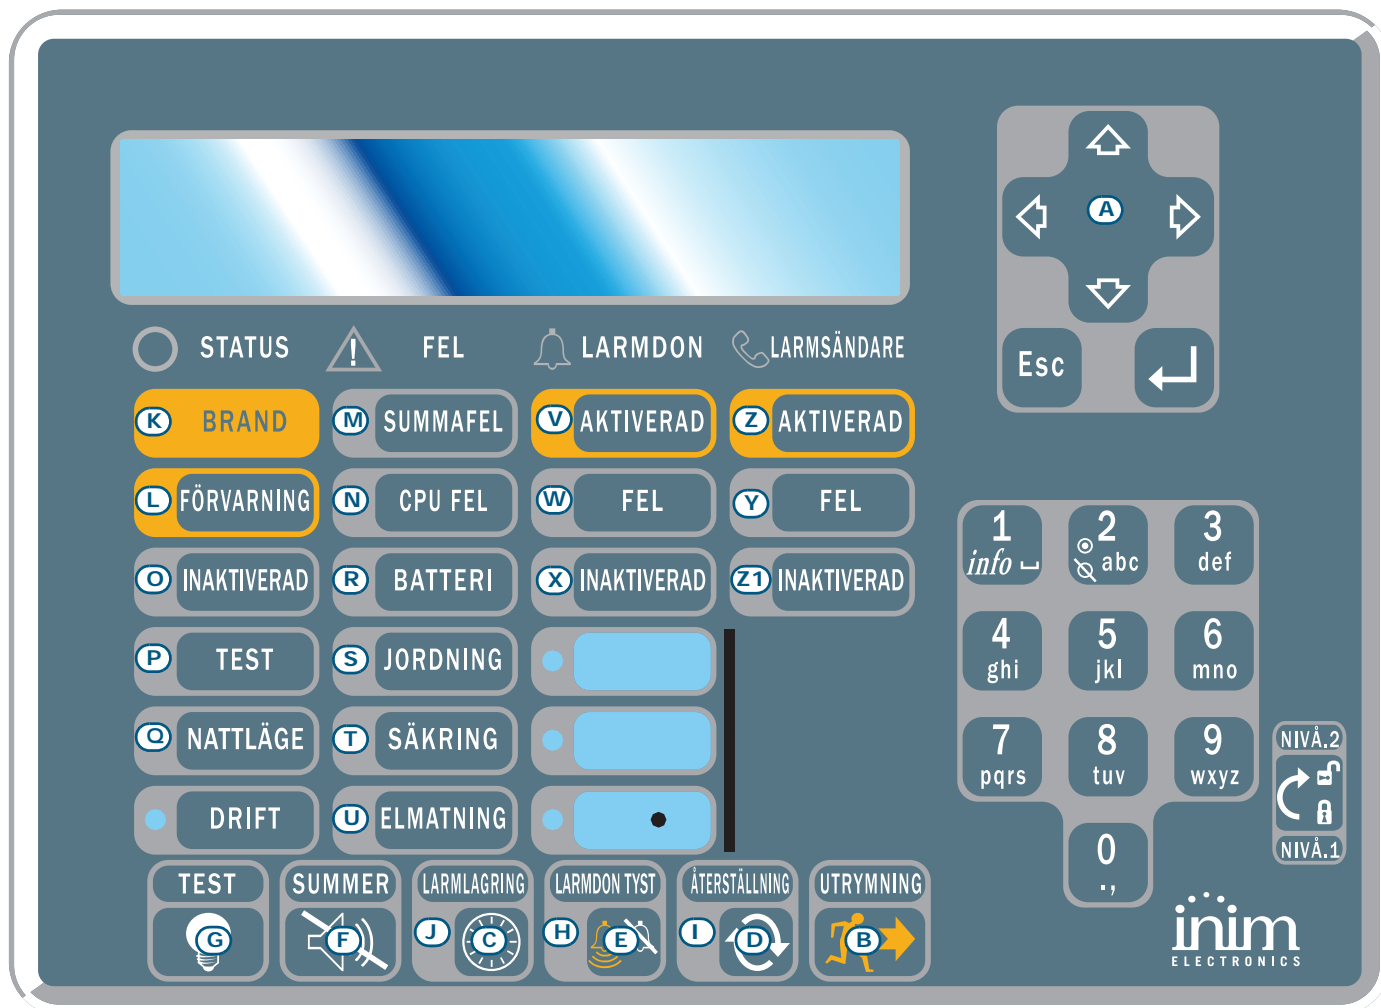 A
STATUS FEL LARMDON LARMSÄNDARE
Esc
K BRAND M SUMMAFEL V AKTIVERAD Z AKTIVERAD
L FÖRVARNING N CPU FEL W FEL Y FEL
1 2 3
info abc def
O INAKTIVERAD R BATTERI X INAKTIVERAD Z1 INAKTIVERAD
P TEST S JORDNING
4 5 6
ghi jkl mno
Q NATTLÄGE T SÄKRING
7 8 9
pqrs tuv wxyz
NIVÅ.2
DRIFT U ELMATNING
NIVÅ.1
0
.,
TEST SUMMER LARMLAGRING LARMDON TYST ÅTERSTÄLLNING UTRYMNING
G F J C H E I D B
inim
ELECTRONICS